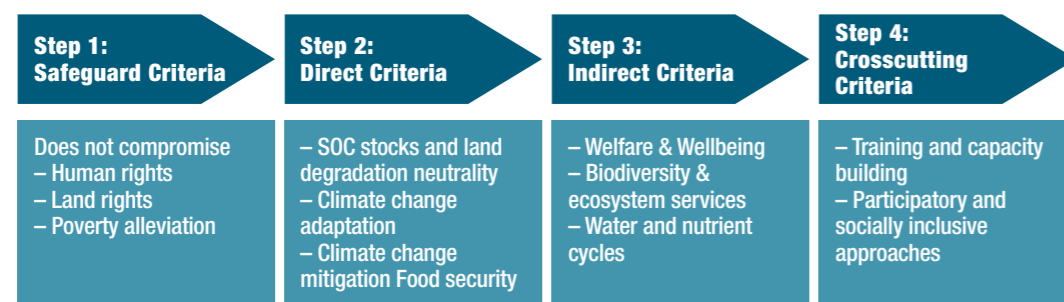 Step 1:
Safeguard Criteria
Does not compromise
– Human rights
– Land rights
– Poverty alleviation
Step 2:
Direct Criteria
– SOC stocks and land
degradation neutrality
– Climate change
adaptation
– Climate change
mitigation Food security
Step 3:
Indirect Criteria
– Welfare & Wellbeing
– Biodiversity &
ecosystem services
– Water and nutrient
cycles
Step 4:
Crosscutting
Criteria
– Training and capacity
building
– Participatory and
socially inclusive
approaches